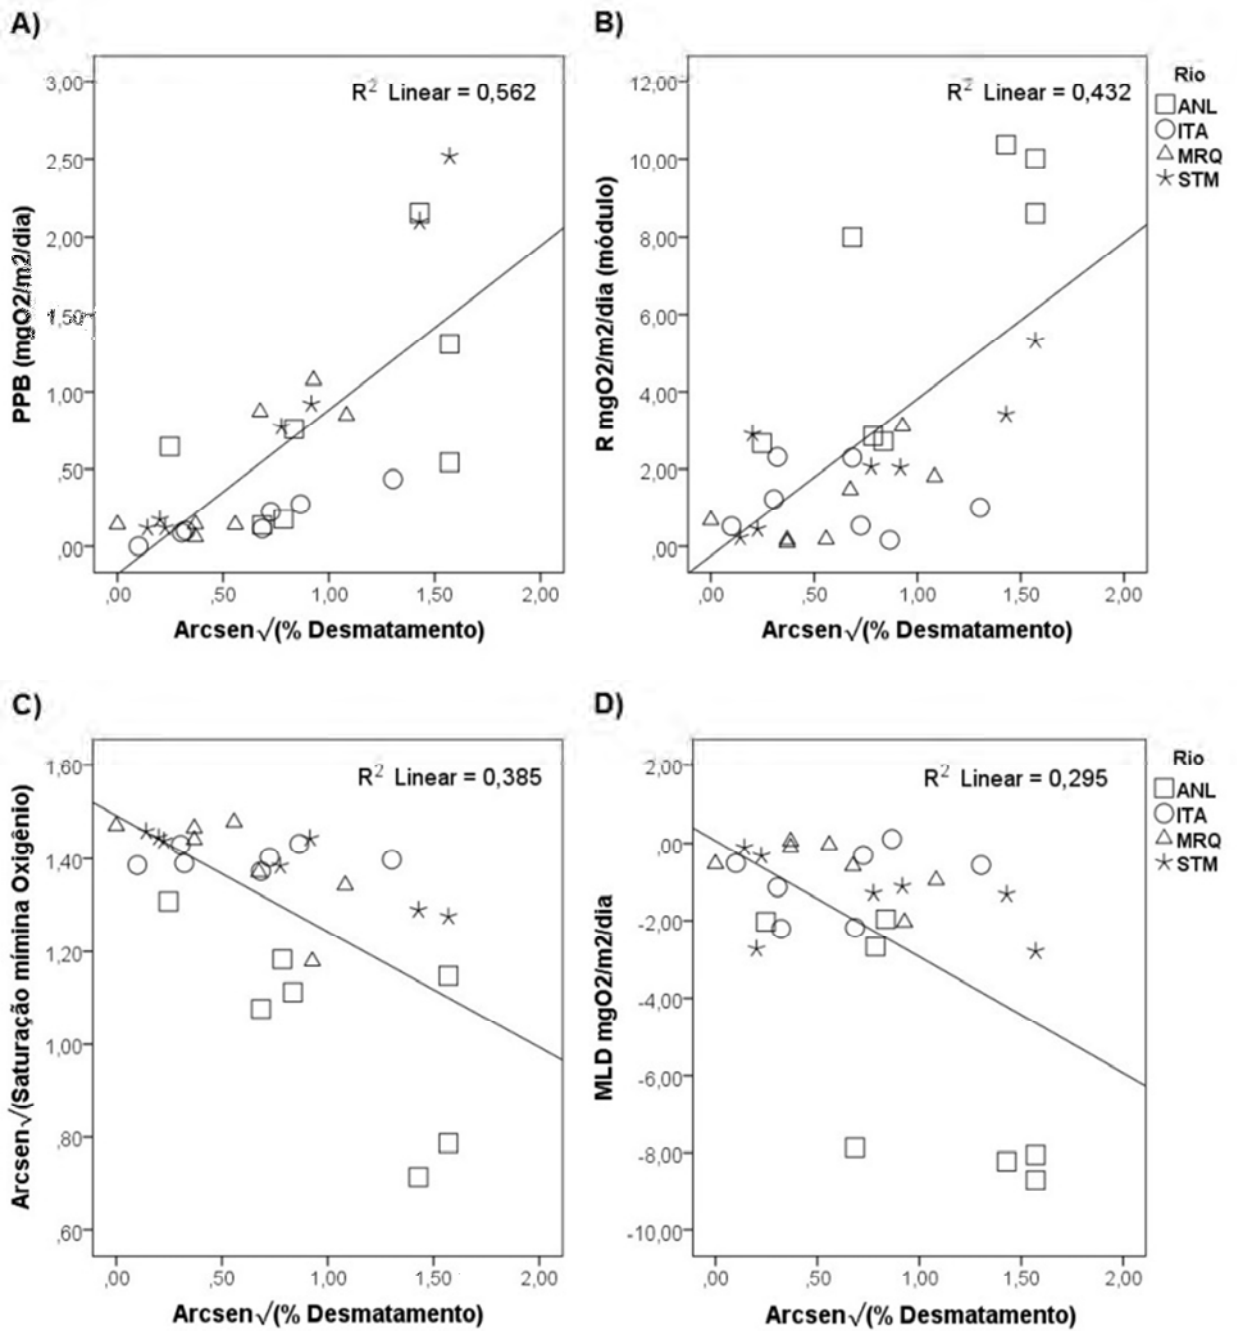 A)
R² Linear = 0,562
PPB (mgO2/m2/dia)
3,00
2,50
2,00
1,50
1,00
,50
,00
,00 ,50 1,00 1,50 2,00
Arcsen√(% Desmatamento)
B)
R² Linear = 0,432
R mgO2/m2/dia (módulo)
12,00
10,00
8,00
6,00
4,00
2,00
,00
,00 ,50 1,00 1,50 2,00
Arcsen√(% Desmatamento)
Rio
ANL
ITA
MRQ
STM
C)
R² Linear = 0,385
Arcsen√(Saturação mímina Oxigênio)
1,60
1,40
1,20
1,00
,80
,60
,00 ,50 1,00 1,50 2,00
Arcsen√(% Desmatamento)
D)
R² Linear = 0,295
MLD mgO2/m2/dia
2,00
,00
-2,00
-4,00
-6,00
-8,00
-10,00
,00 ,50 1,00 1,50 2,00
Arcsen√(% Desmatamento)
Rio
ANL
ITA
MRQ
STM